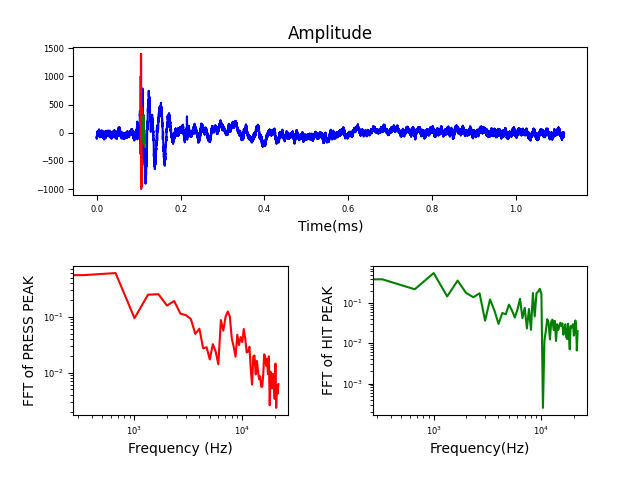 Amplitude
1500
1000
500
0
−500
−1000
0.0 0.2 0.4 0.6 0.8 1.0
Time(ms)
FFT of PRESS PEAK
10⁻¹
10⁻²
10³ 10⁴
Frequency (Hz)
FFT of HIT PEAK
10⁻¹
10⁻²
10⁻³
10³ 10⁴
Frequency(Hz)